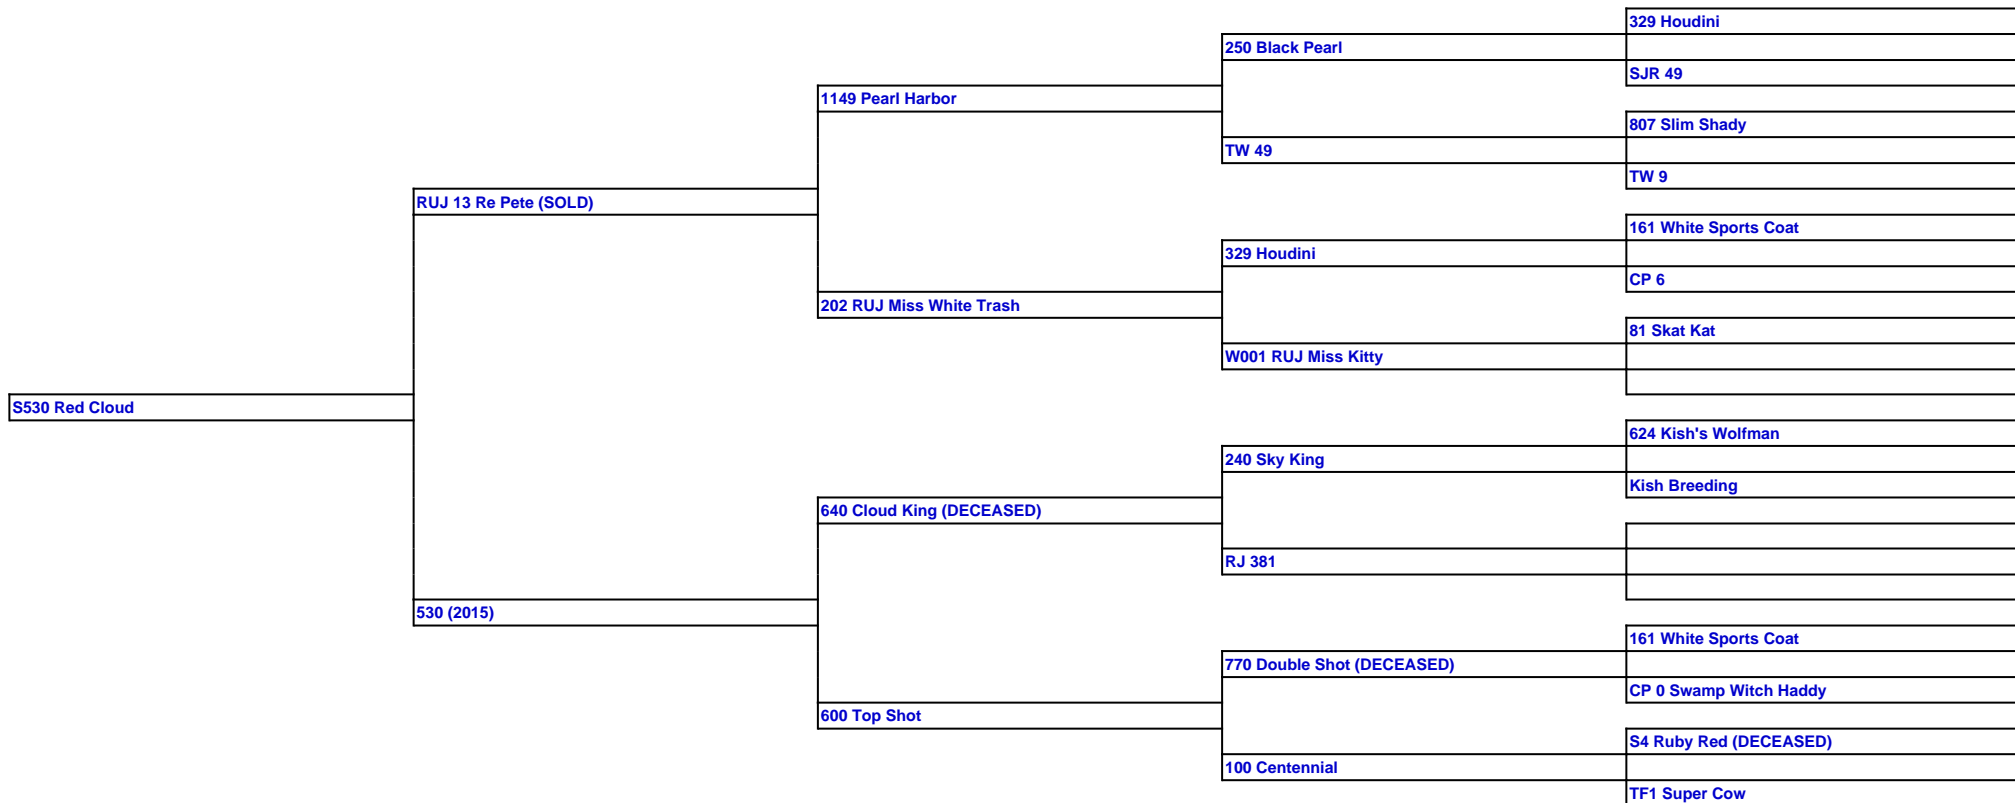 329 Houdini
250 Black Pearl
SJR 49
1149 Pearl Harbor
807 Slim Shady
TW 49
TW 9
RUJ 13 Re Pete (SOLD)
161 White Sports Coat
329 Houdini
CP 6
202 RUJ Miss White Trash
81 Skat Kat
W001 RUJ Miss Kitty
S530 Red Cloud
624 Kish's Wolfman
240 Sky King
Kish Breeding
640 Cloud King (DECEASED)
RJ 381
530 (2015)
161 White Sports Coat
770 Double Shot (DECEASED)
CP 0 Swamp Witch Haddy
600 Top Shot
S4 Ruby Red (DECEASED)
100 Centennial
TF1 Super Cow